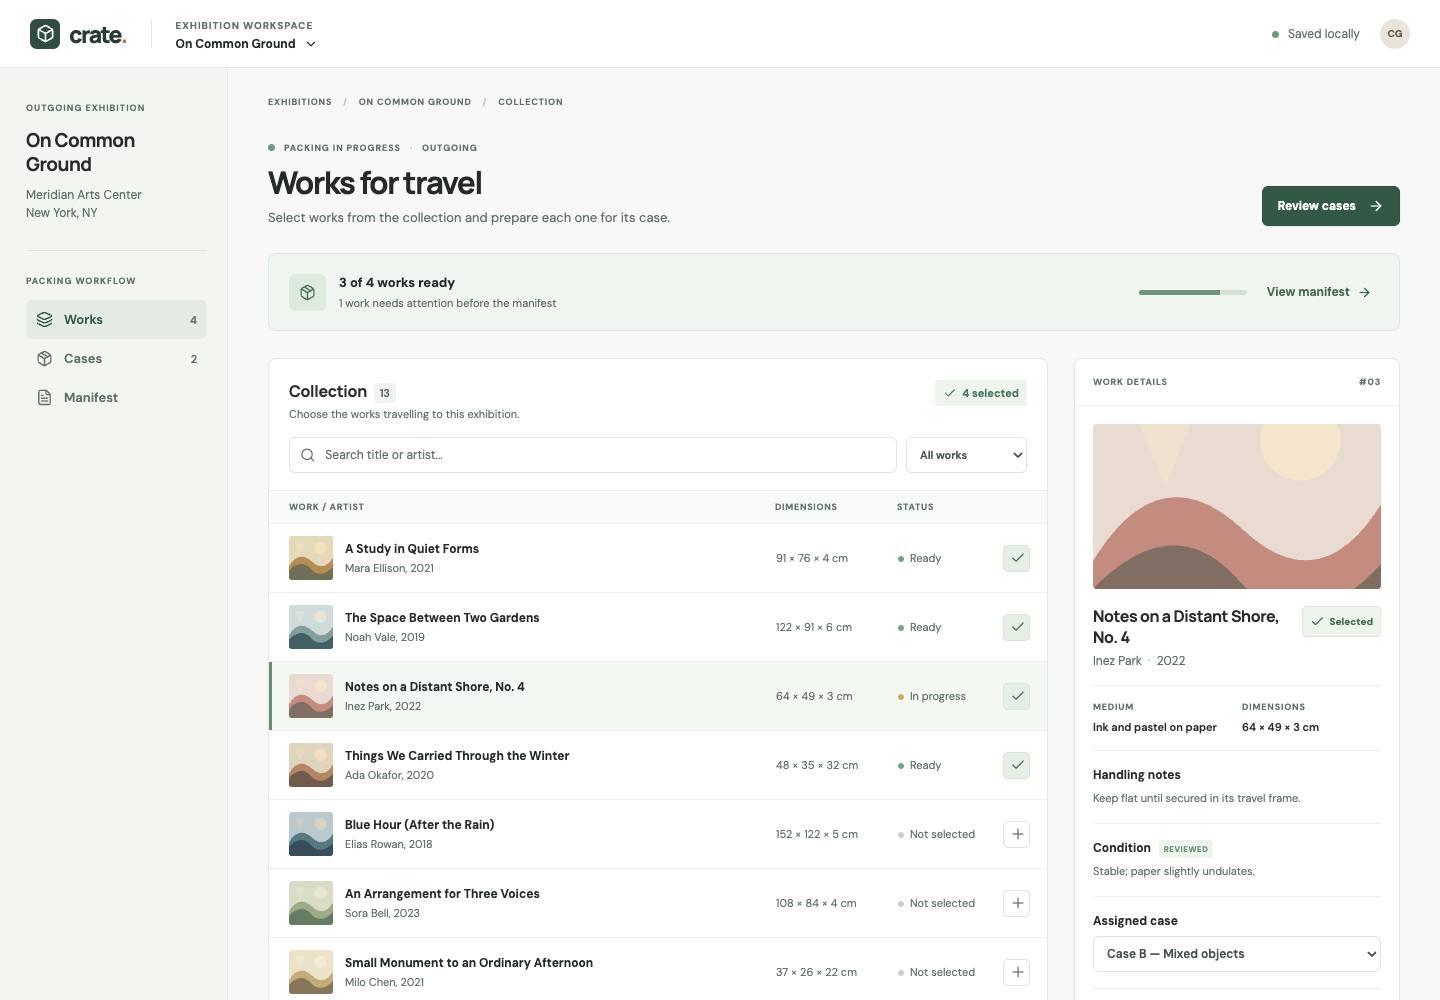 crate.
EXHIBITION WORKSPACE
On Common Ground
Saved locally
CG
OUTGOING EXHIBITION
On Common
Ground
Meridian Arts Center
New York, NY
PACKING WORKFLOW
Works 4
Cases 2
Manifest
EXHIBITIONS / ON COMMON GROUND / COLLECTION
PACKING IN PROGRESS · OUTGOING
Works for travel
Select works from the collection and prepare each one for its case.
Review cases
3 of 4 works ready
1 work needs attention before the manifest
View manifest
Collection 13
Choose the works travelling to this exhibition.
4 selected
Search title or artist...
All works
WORK / ARTIST DIMENSIONS STATUS
A Study in Quiet Forms
Mara Ellison, 2021
91 × 76 × 4 cm
Ready
The Space Between Two Gardens
Noah Vale, 2019
122 × 91 × 6 cm
Ready
Notes on a Distant Shore, No. 4
Inez Park, 2022
64 × 49 × 3 cm
In progress
Things We Carried Through the Winter
Ada Okafor, 2020
48 × 35 × 32 cm
Ready
Blue Hour (After the Rain)
Elias Rowan, 2018
152 × 122 × 5 cm
Not selected
An Arrangement for Three Voices
Sora Bell, 2023
108 × 84 × 4 cm
Not selected
Small Monument to an Ordinary Afternoon
Milo Chen, 2021
37 × 26 × 22 cm
Not selected
WORK DETAILS #03
Notes on a Distant Shore,
No. 4
Selected
Inez Park · 2022
MEDIUM DIMENSIONS
Ink and pastel on paper 64 × 49 × 3 cm
Handling notes
Keep flat until secured in its travel frame.
Condition REVIEWED
Stable; paper slightly undulates.
Assigned case
Case B — Mixed objects